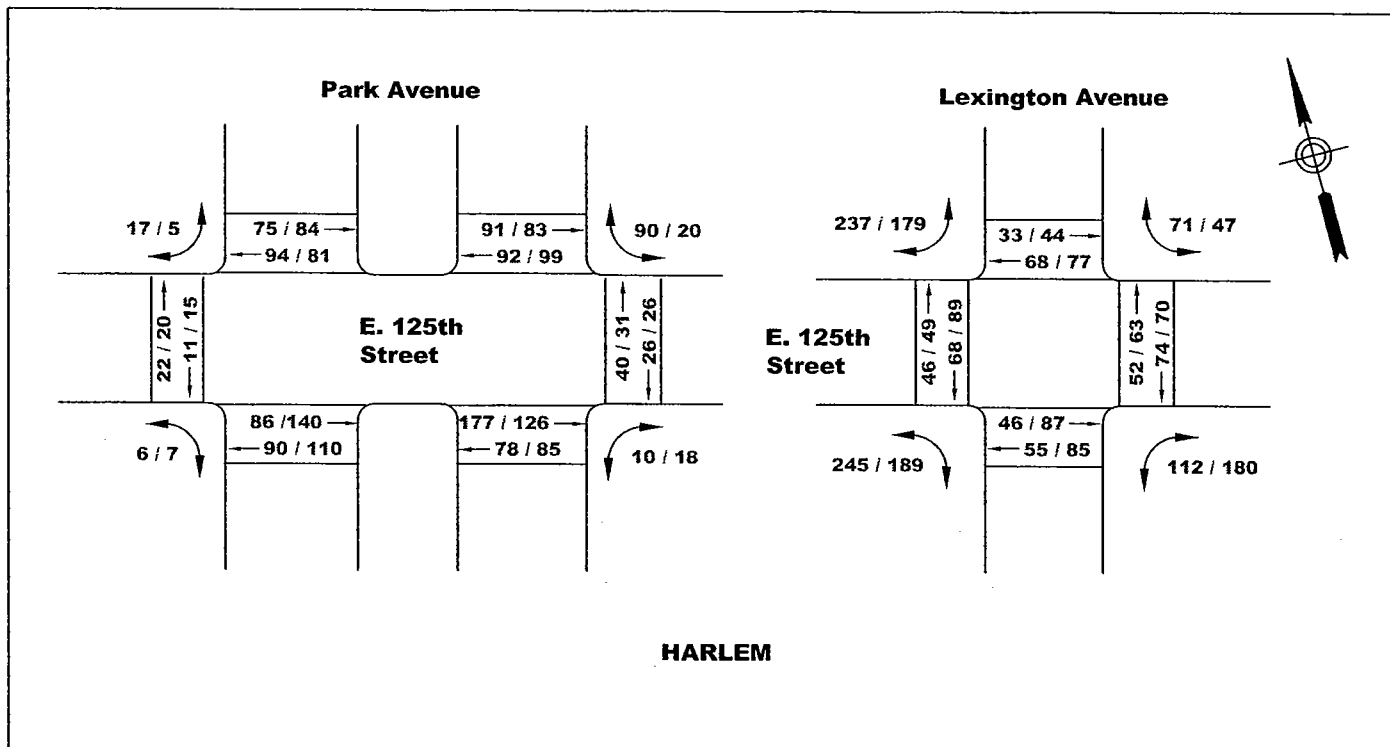 Park Avenue
17 / 5
75 / 84
94 / 81
91 / 83
92 / 99
90 / 20
22 / 20
11 / 15
E. 125th
Street
40 / 31
26 / 26
6 / 7
86 /140
90 / 110
177 / 126
78 / 85
10 / 18
Lexington Avenue
237 / 179
33 / 44
68 / 77
71 / 47
E. 125th
Street
46 / 49
68 / 89
52 / 63
74 / 70
245 / 189
46 / 87
55 / 85
112 / 180
HARLEM